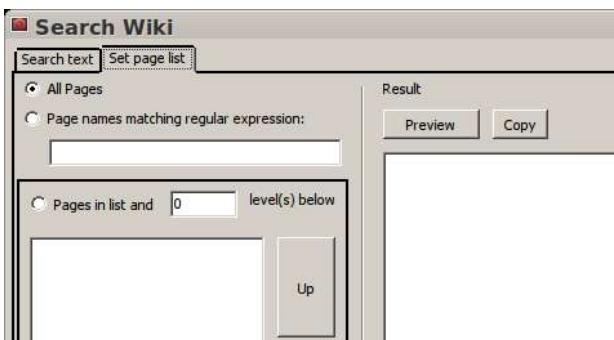 Search Wiki
Search text Set page list
All Pages
Page names matching regular expression:
Pages in list and 0 level(s) below
Up
Result
Preview Copy